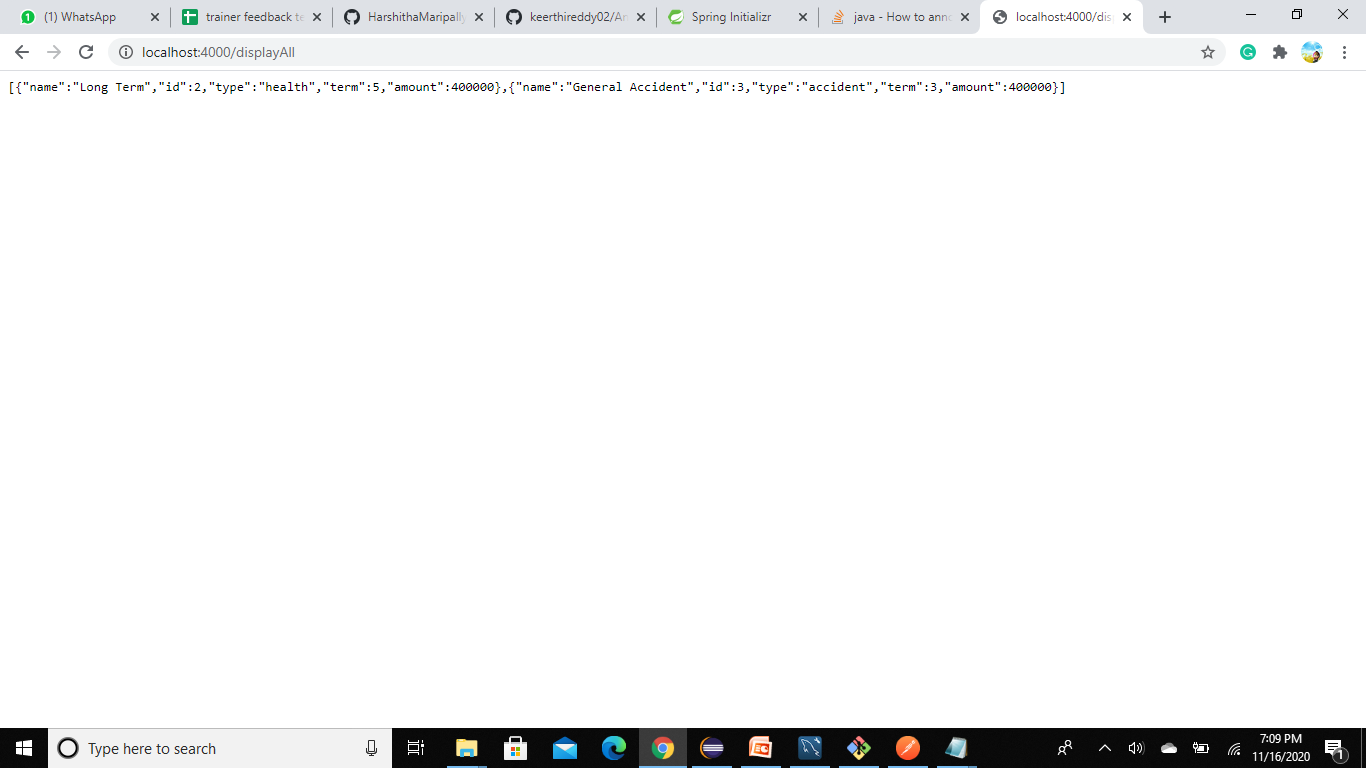 (1) WhatsApp
trainer feedback te
HarshithaMaripally
keerthireddy02/An
Spring Initializr
java - How to anno
localhost:4000/dis
localhost:4000/displayAll
[{"name":"Long Term","id":2,"type":"health","term":5,"amount":400000},{"name":"General Accident","id":3,"type":"accident","term":3,"amount":400000}]
Type here to search
7:09 PM
11/16/2020
1